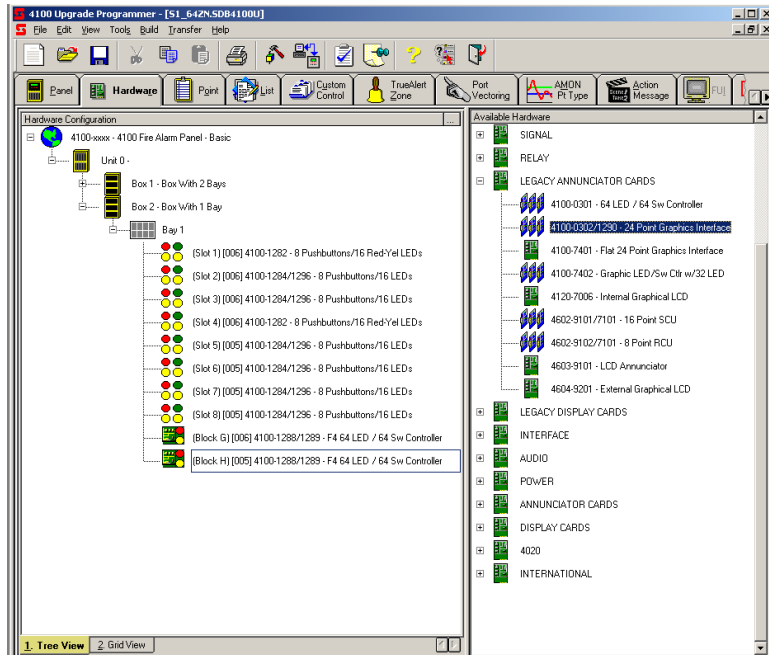 4100 Upgrade Programmer - [S1_64ZN.SDB4100U]
File Edit View Tools Build Transfer Help
Panel Hardware Point List Custom Control TrueAlert Zone Port Vectoring AMON Pt Type Action Message FUI
Hardware Configuration ...
4100-xxxx - 4100 Fire Alarm Panel - Basic
Unit 0 -
Box 1 - Box With 2 Bays
Box 2 - Box With 1 Bay
Bay 1
(Slot 1) [006] 4100-1282 - 8 Pushbuttons/16 Red-Yel LEDs
(Slot 2) [006] 4100-1284/1296 - 8 Pushbuttons/16 LEDs
(Slot 3) [006] 4100-1284/1296 - 8 Pushbuttons/16 LEDs
(Slot 4) [006] 4100-1282 - 8 Pushbuttons/16 Red-Yel LEDs
(Slot 5) [005] 4100-1284/1296 - 8 Pushbuttons/16 LEDs
(Slot 6) [005] 4100-1284/1296 - 8 Pushbuttons/16 LEDs
(Slot 7) [005] 4100-1284/1296 - 8 Pushbuttons/16 LEDs
(Slot 8) [005] 4100-1284/1296 - 8 Pushbuttons/16 LEDs
(Block G) [006] 4100-1288/1289 - F4 64 LED / 64 Sw Controller
(Block H) [005] 4100-1288/1289 - F4 64 LED / 64 Sw Controller
1. Tree View 2. Grid View
Available Hardware
SIGNAL
RELAY
LEGACY ANNUNCIATOR CARDS
4100-0301 - 64 LED / 64 Sw Controller
4100-0302/1290 - 24 Point Graphics Interface
4100-7401 - Flat 24 Point Graphics Interface
4100-7402 - Graphic LED/Sw Ctlr w/32 LED
4120-7006 - Internal Graphical LCD
4602-9101/7101 - 16 Point SCU
4602-9102/7101 - 8 Point RCU
4603-9101 - LCD Annunciator
4604-9201 - External Graphical LCD
LEGACY DISPLAY CARDS
INTERFACE
AUDIO
POWER
ANNUNCIATOR CARDS
DISPLAY CARDS
4020
INTERNATIONAL